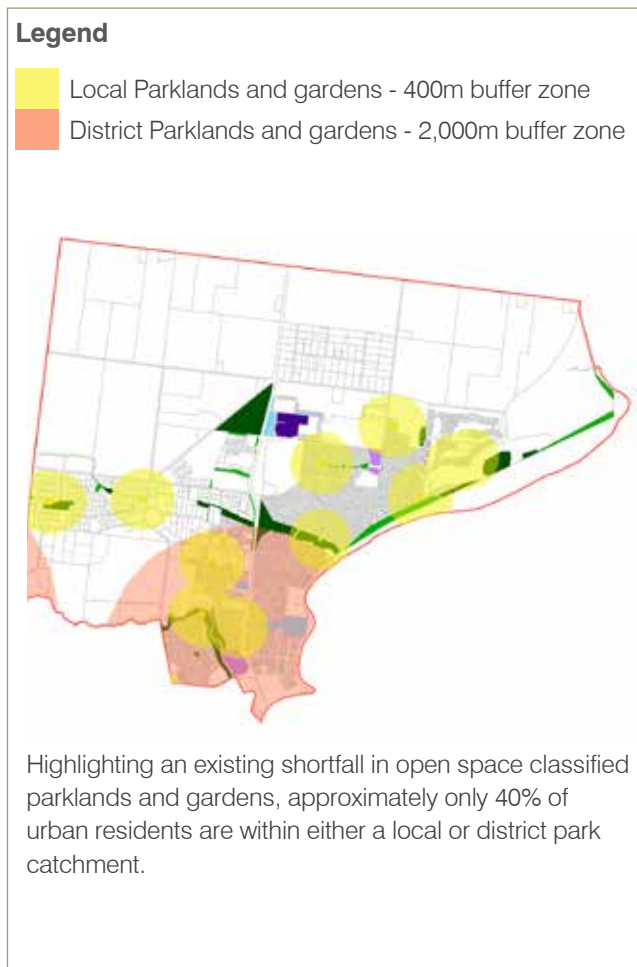 Legend
Local Parklands and gardens - 400m buffer zone
District Parklands and gardens - 2,000m buffer zone
Highlighting an existing shortfall in open space classified
parklands and gardens, approximately only 40% of
urban residents are within either a local or district park
catchment.